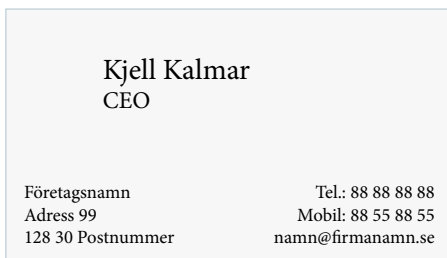 Kjell Kalmar
CEO
Företagsnamn
Adress 99
128 30 Postnummer
Tel.: 88 88 88 88
Mobil: 88 55 88 55
namn@firmanamn.se